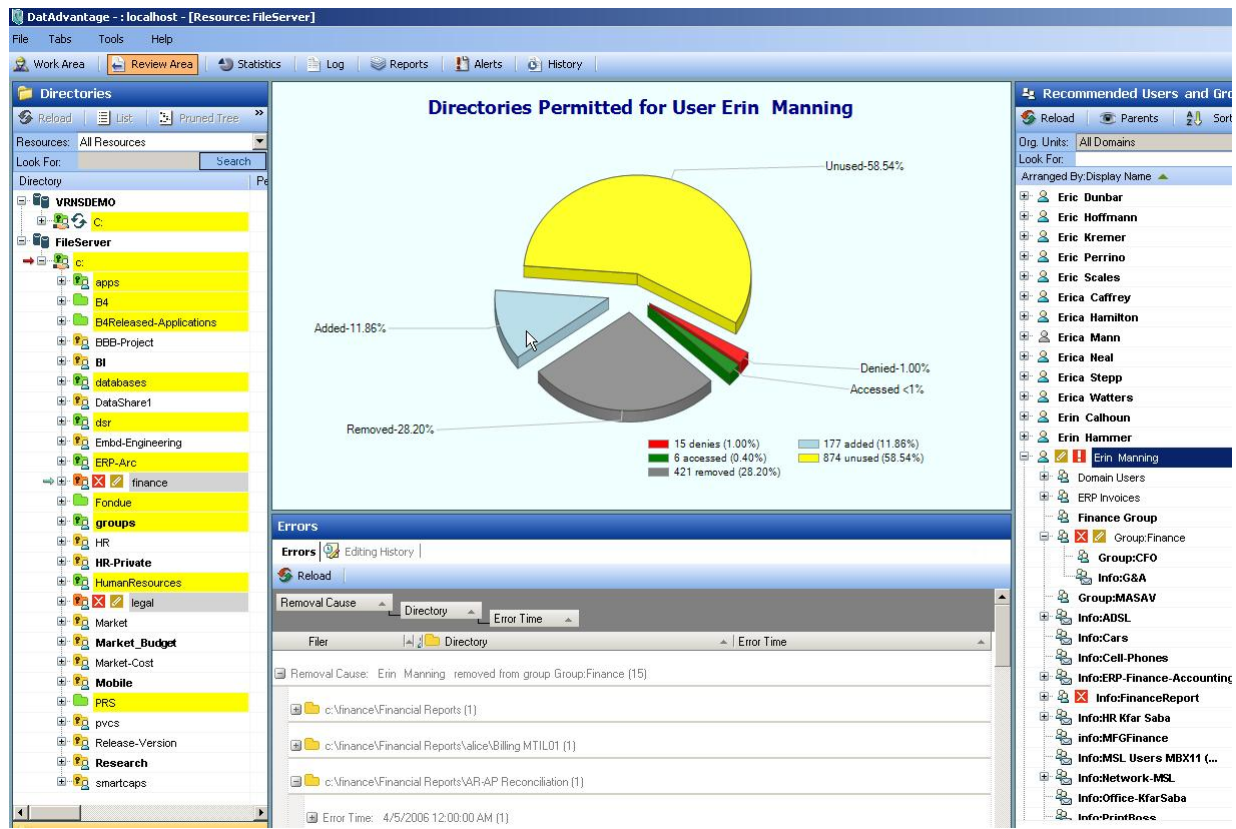 DatAdvantage - : localhost - [Resource: FileServer]
File Tabs Tools Help
Work Area Review Area Statistics Log Reports Alerts History
Directories
Reload List Pruned Tree »
Resources: All Resources
Look For: Search
Directory Pe
VRNSDEMO
C:
FileServer
c:
apps
B4
B4Released-Applications
BBB-Project
BI
databases
DataShare1
dsr
Embd-Engineering
ERP-Arc
finance
Fondue
groups
HR
HR-Private
HumanResources
legal
Market
Market_Budget
Market-Cost
Mobile
PRS
pvcs
Release-Version
Research
smartcaps
Directories Permitted for User Erin Manning
Unused-58.54%
Added-11.86%
Denied-1.00%
Accessed <1%
Removed-28.20%
15 denies (1.00%) 177 added (11.86%)
6 accessed (0.40%) 874 unused (58.54%)
421 removed (28.20%)
Errors
Errors Editing History
Reload
Removal Cause Directory Error Time
Filer Directory Error Time
Removal Cause: Erin Manning removed from group Group:Finance (15)
c:\finance\Financial Reports (1)
c:\finance\Financial Reports\alice\Billing MTIL01 (1)
c:\finance\Financial Reports\AR-AP Reconciliation (1)
Error Time: 4/5/2006 12:00:00 AM (1)
Recommended Users and Gro
Reload Parents Sort
Org. Units: All Domains
Look For:
Arranged By:Display Name
Eric Dunbar
Eric Hoffmann
Eric Kremer
Eric Perrino
Eric Scales
Erica Caffrey
Erica Hamilton
Erica Mann
Erica Neal
Erica Stepp
Erica Watters
Erin Calhoun
Erin Hammer
Erin Manning
Domain Users
ERP Invoices
Finance Group
Group:Finance
Group:CFO
Info:G&A
Group:MASAV
Info:ADSL
Info:Cars
Info:Cell-Phones
Info:ERP-Finance-Accounting
Info:FinanceReport
Info:HR Kfar Saba
info:MFGFinance
Info:MSL Users MBX11 (...
Info:Network-MSL
Info:Office-KfarSaba
Info:PrintBoss